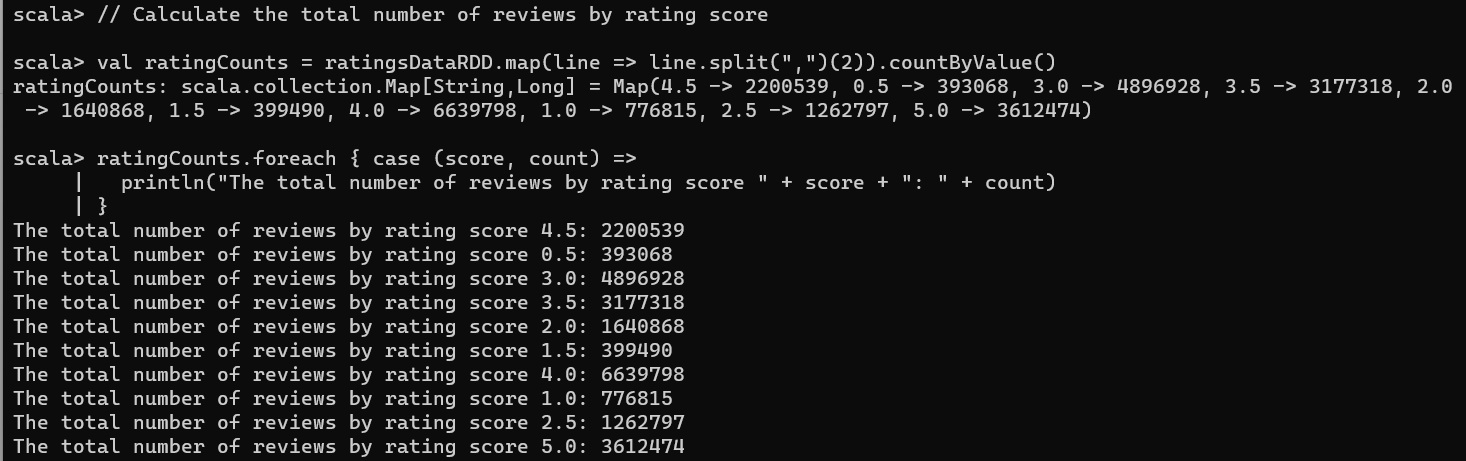 scala> // Calculate the total number of reviews by rating score
scala> val ratingCounts = ratingsDataRDD.map(line => line.split(",")(2)).countByValue()
ratingCounts: scala.collection.Map[String,Long] = Map(4.5 -> 2200539, 0.5 -> 393068, 3.0 -> 4896928, 3.5 -> 3177318, 2.0
 -> 1640868, 1.5 -> 399490, 4.0 -> 6639798, 1.0 -> 776815, 2.5 -> 1262797, 5.0 -> 3612474)
scala> ratingCounts.foreach { case (score, count) =>
     |   println("The total number of reviews by rating score " + score + ": " + count)
     | }
The total number of reviews by rating score 4.5: 2200539
The total number of reviews by rating score 0.5: 393068
The total number of reviews by rating score 3.0: 4896928
The total number of reviews by rating score 3.5: 3177318
The total number of reviews by rating score 2.0: 1640868
The total number of reviews by rating score 1.5: 399490
The total number of reviews by rating score 4.0: 6639798
The total number of reviews by rating score 1.0: 776815
The total number of reviews by rating score 2.5: 1262797
The total number of reviews by rating score 5.0: 3612474